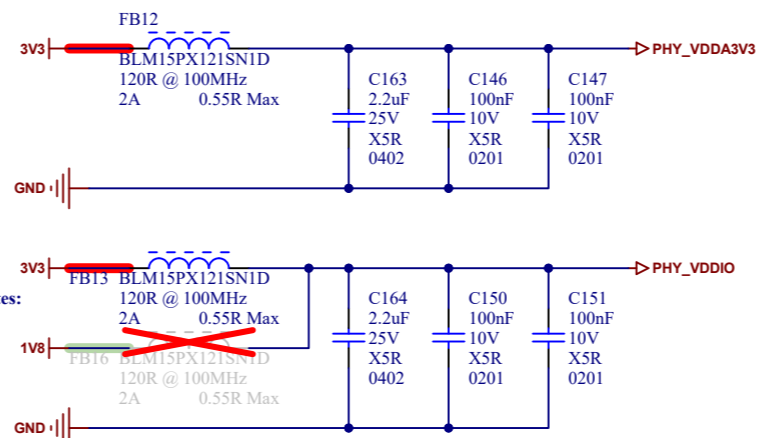 FB12
3V3
PHY_VDDA3V3
BLM15PX121SN1D
120R @ 100MHz
2A 0.55R Max
C163
2.2uF
25V
X5R
0402
C146
100nF
10V
X5R
0201
C147
100nF
10V
X5R
0201
GND
3V3
PHY_VDDIO
FB13 BLM15PX121SN1D
tes:
120R @ 100MHz
2A 0.55R Max
C164
2.2uF
25V
X5R
0402
C150
100nF
10V
X5R
0201
C151
100nF
10V
X5R
0201
1V8
FB16 BLM15PX121SN1D
120R @ 100MHz
2A 0.55R Max
GND